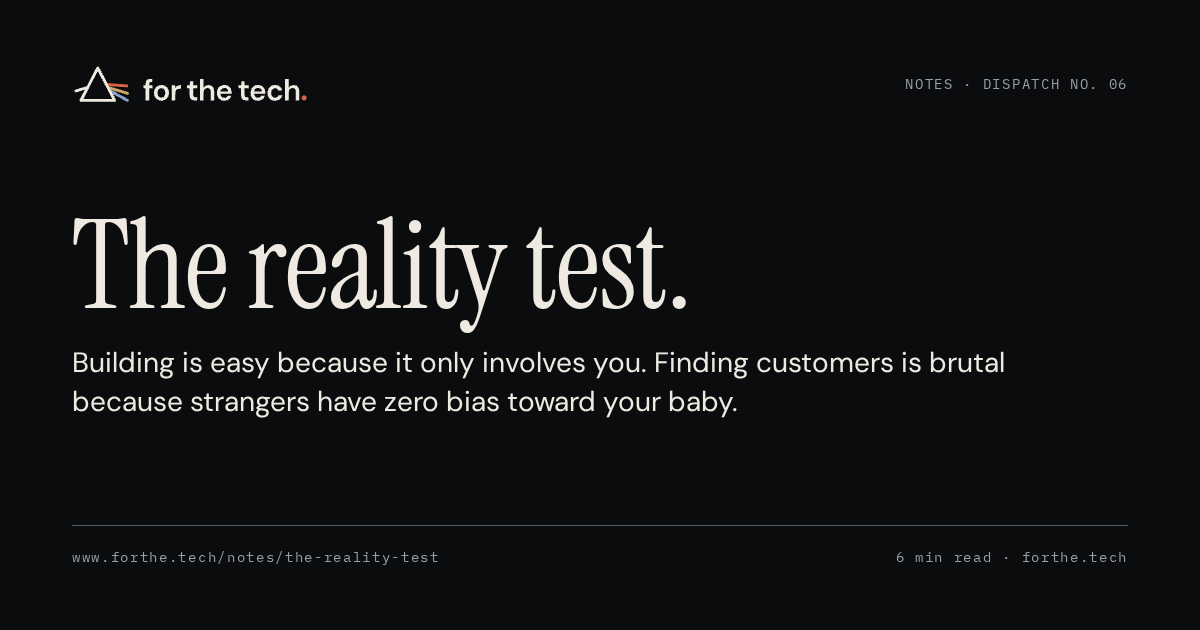 for the tech.
NOTES · DISPATCH NO. 06
The reality test.
Building is easy because it only involves you. Finding customers is brutal
because strangers have zero bias toward your baby.
www.forthe.tech/notes/the-reality-test
6 min read · forthe.tech